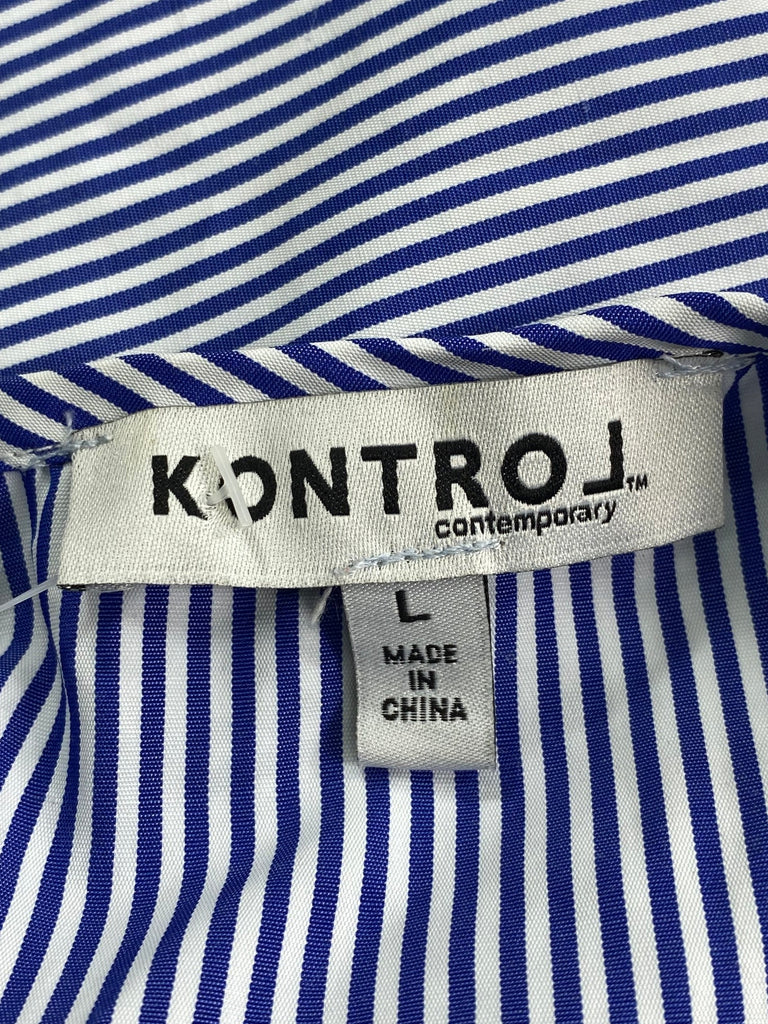 KONTROL™
contemporary
L
MADE
IN
CHINA